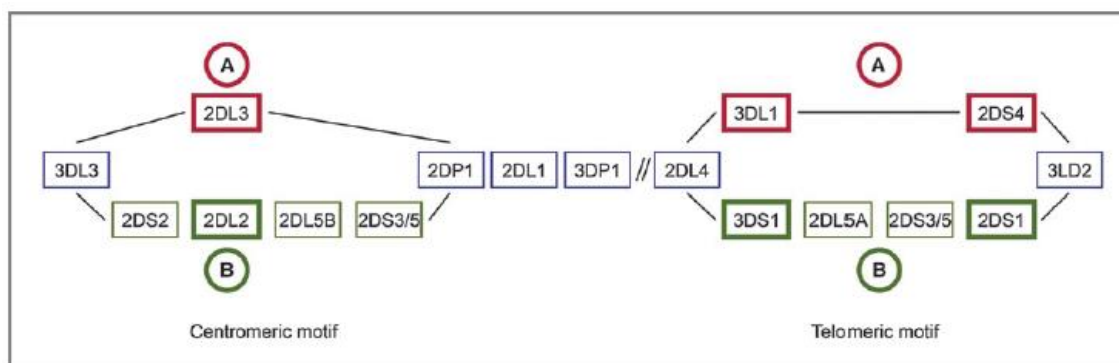 A A
2DL3 3DL1 2DS4
3DL3 2DP1 2DL1 3DP1 // 2DL4 3LD2
2DS2 2DL2 2DL5B 2DS3/5 3DS1 2DL5A 2DS3/5 2DS1
B B
Centromeric motif Telomeric motif